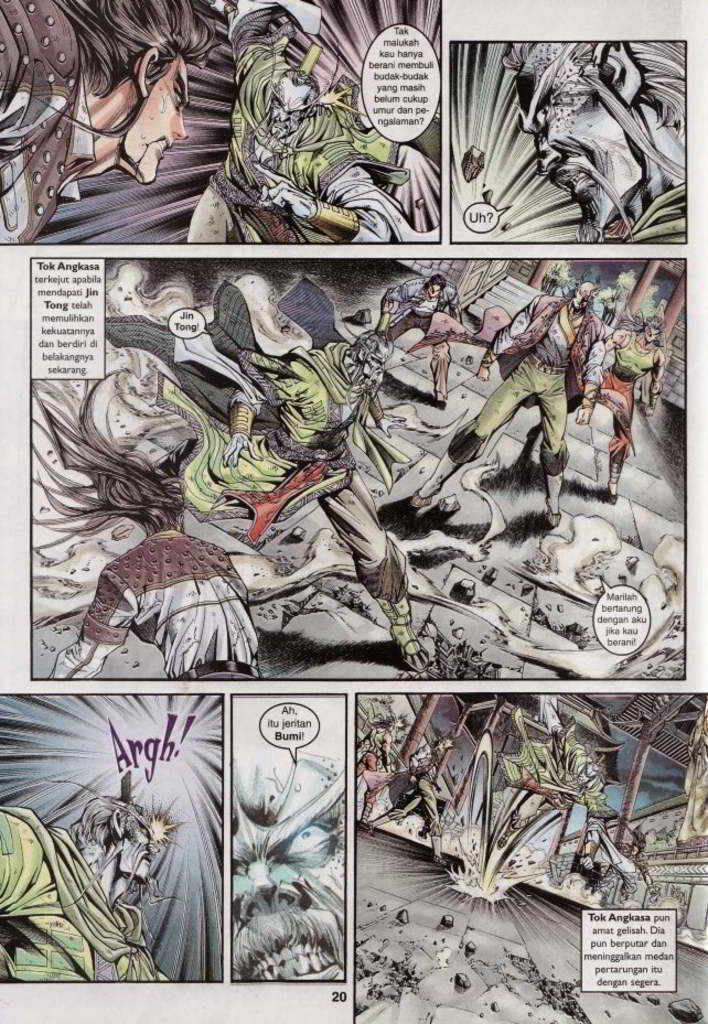 Tak
malukah
kau hanya
berani membuli
budak-budak
yang masih
belum cukup
umur dan pe-
ngalaman?
Uh?
Tok Angkasa
terkejut apabila
mendapati Jin
Tong telah
memulihkan
kekuatannya
dan berdiri di
belakangnya
sekarang.
Jin
Tong!
Marilah
bertarung
dengan aku
jika kau
berani!
Argh!
Ah,
itu jeritan
Bumi!
Tok Angkasa pun
amat gelisah. Dia
pun berputar dan
meninggalkan medan
pertarungan itu
dengan segera.
20